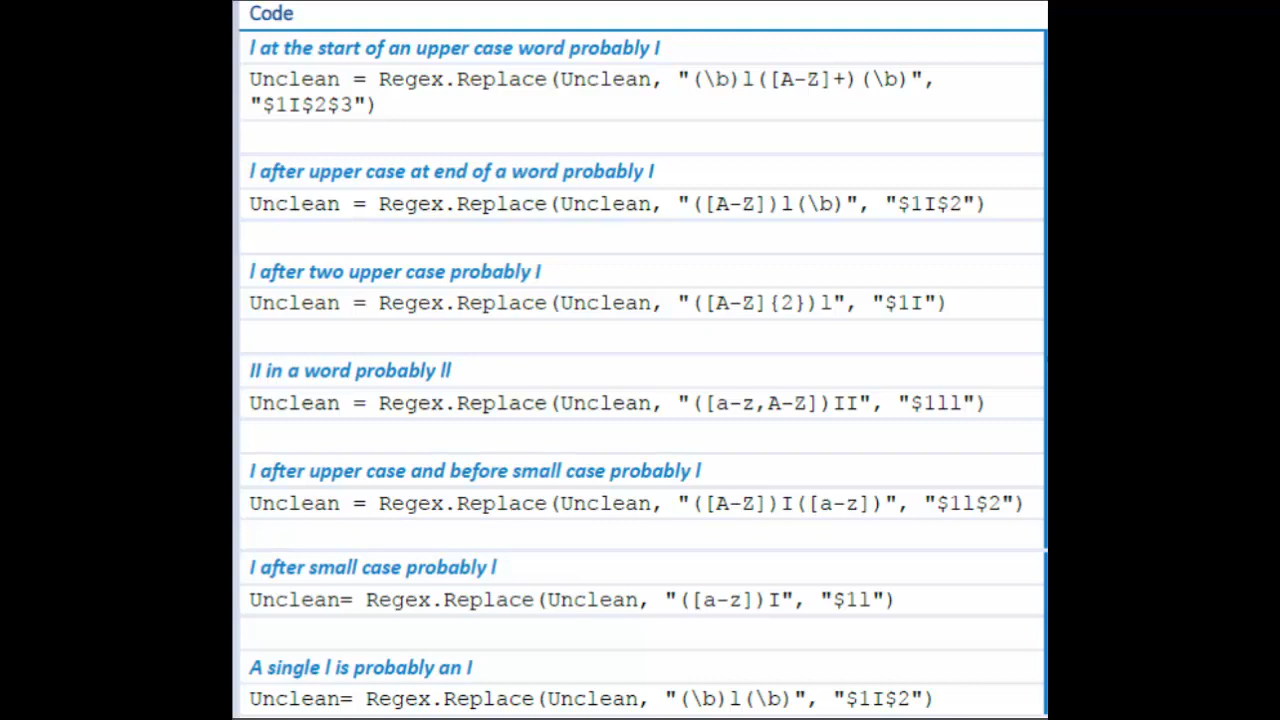 Code
l at the start of an upper case word probably I
Unclean = Regex.Replace(Unclean, "(\b)l([A-Z]+)(\b)",
"$1I$2$3")
l after upper case at end of a word probably I
Unclean = Regex.Replace(Unclean, "([A-Z])l(\b)", "$1I$2")
l after two upper case probably I
Unclean = Regex.Replace(Unclean, "([A-Z]{2})l", "$1I")
II in a word probably ll
Unclean = Regex.Replace(Unclean, "([a-z,A-Z])II", "$1ll")
I after upper case and before small case probably l
Unclean = Regex.Replace(Unclean, "([A-Z])I([a-z])", "$1l$2")
I after small case probably l
Unclean= Regex.Replace(Unclean, "([a-z])I", "$1l")
A single l is probably an I
Unclean= Regex.Replace(Unclean, "(\b)l(\b)", "$1I$2")